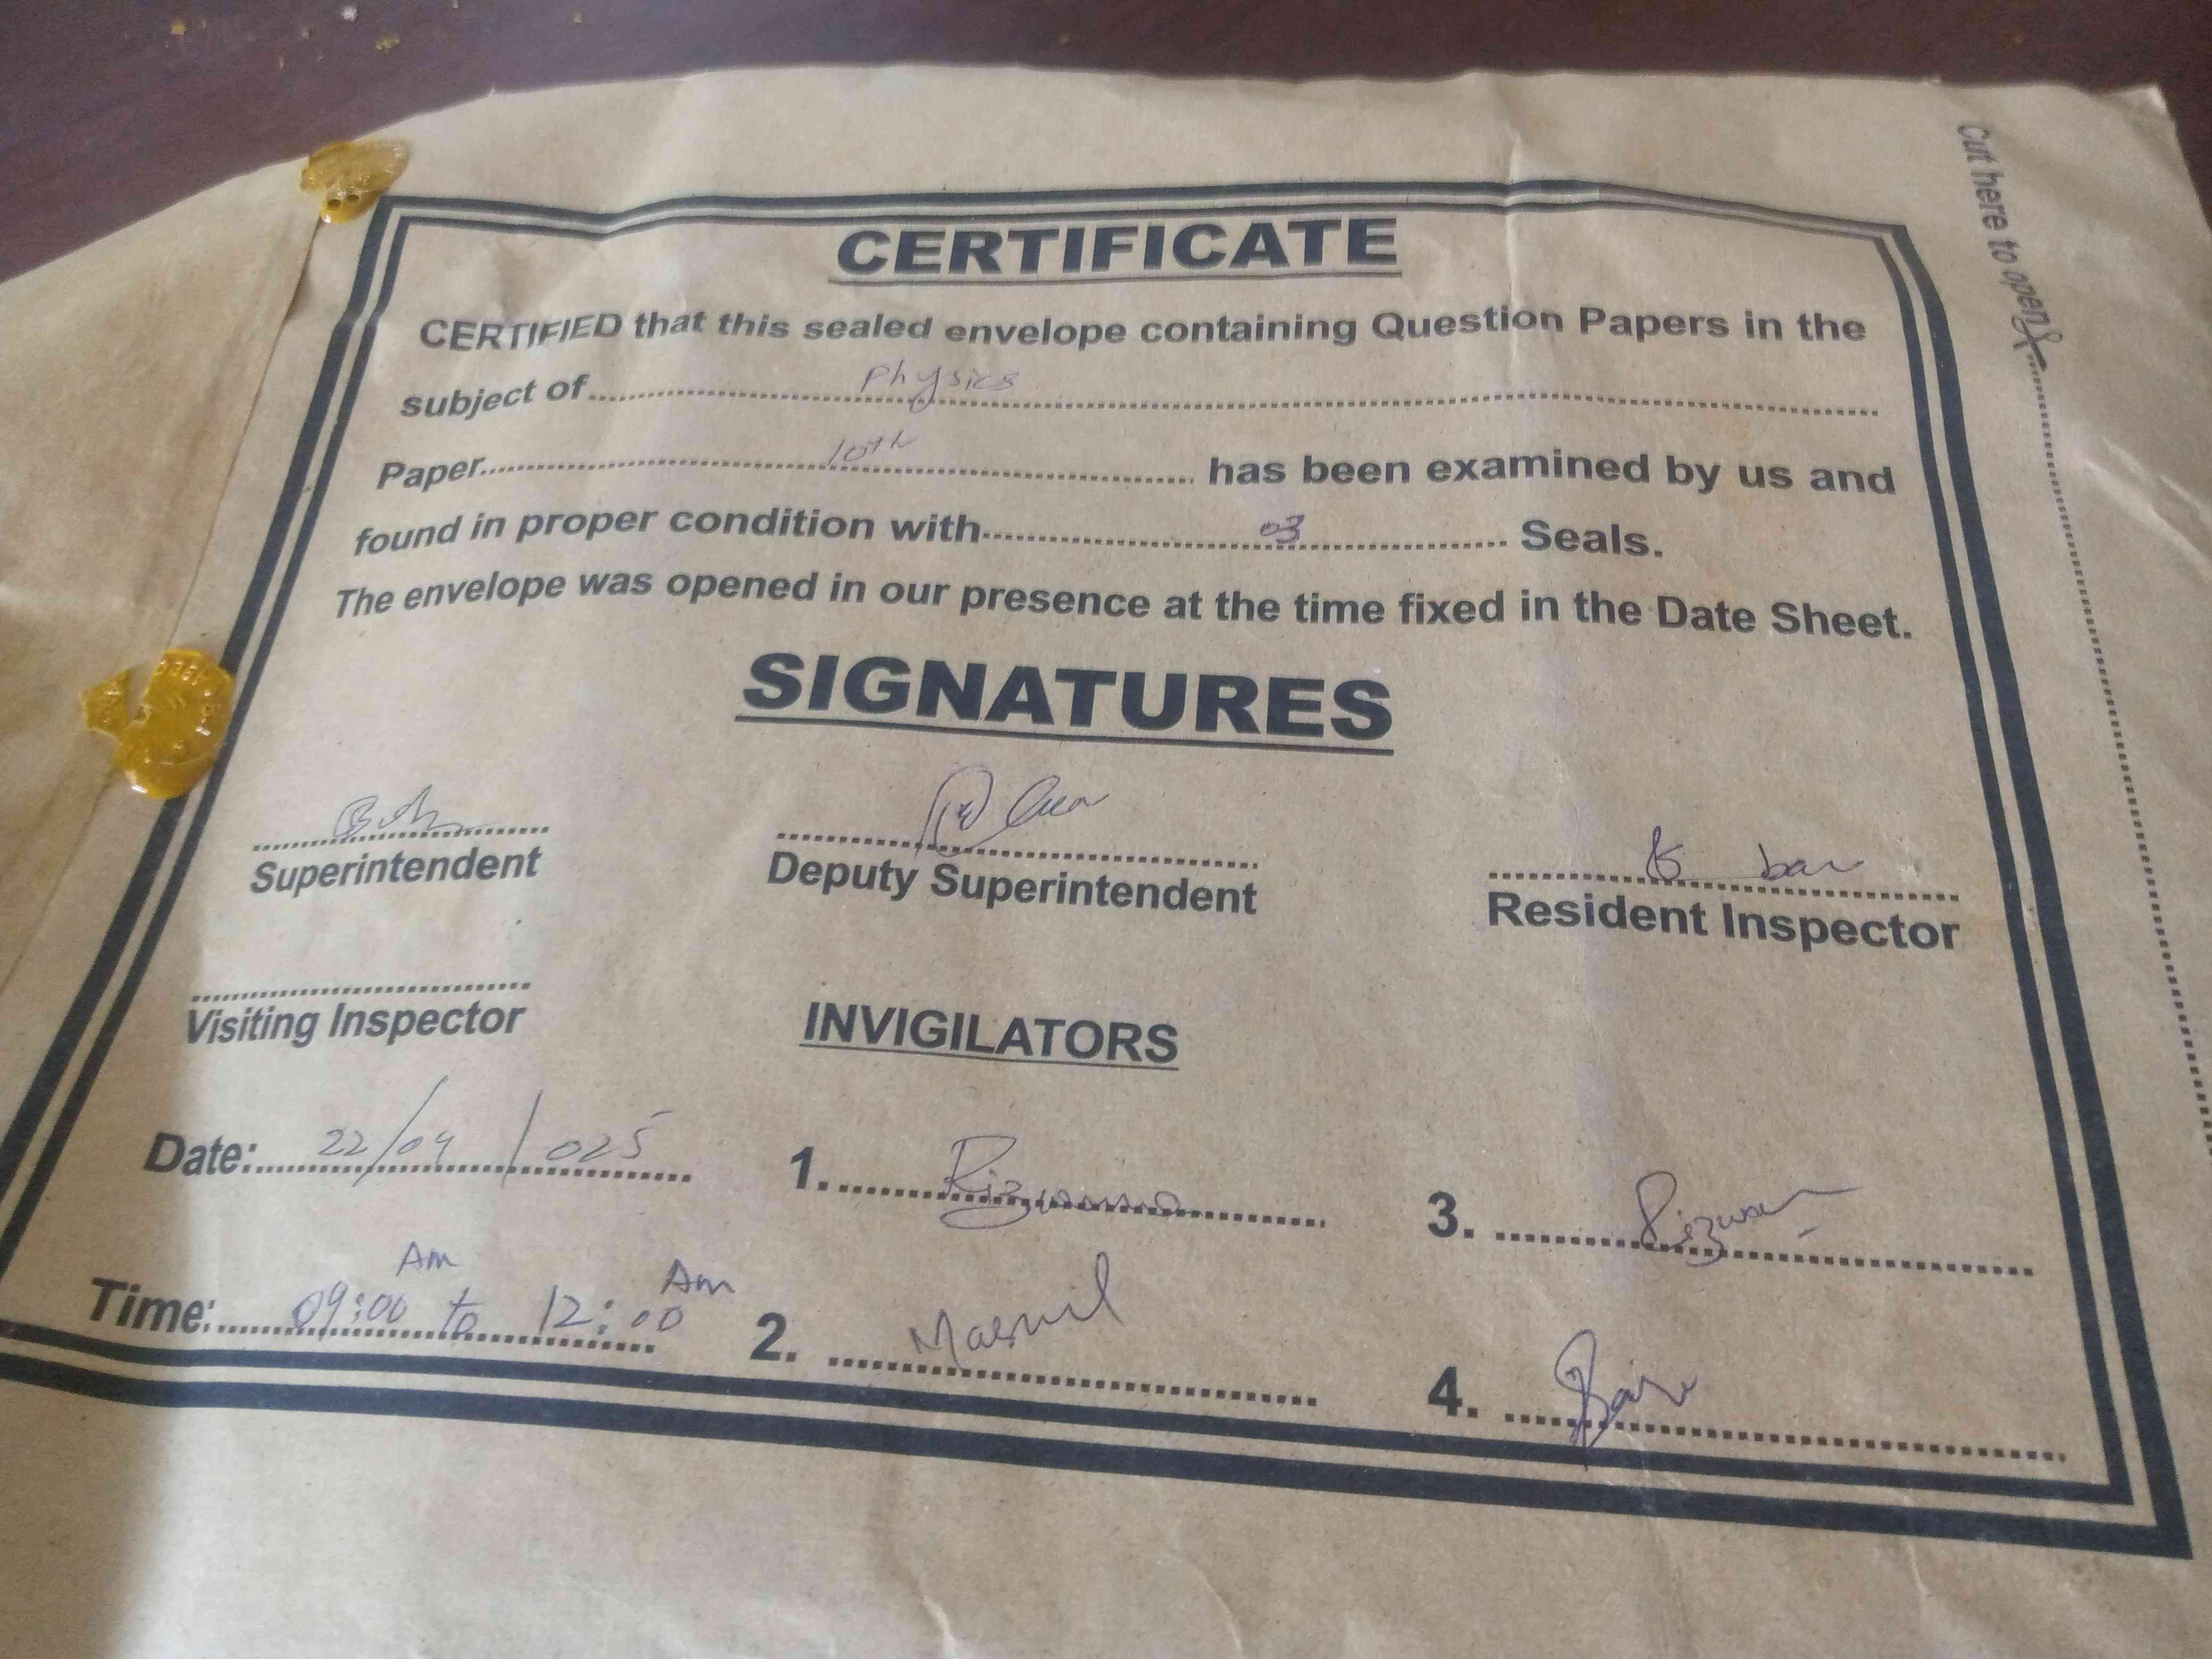 Cut here to open
CERTIFICATE
CERTIFIED that this sealed envelope containing Question Papers in the
subject of Physics
Paper 10th has been examined by us and
found in proper condition with 03 Seals.
The envelope was opened in our presence at the time fixed in the Date Sheet.
SIGNATURES
Superintendent
Deputy Superintendent
Resident Inspector
Visiting Inspector
INVIGILATORS
Date: 22/04/025
1. Rizwana
3. Rizwan
Time: 09:00 Am to 12:00 Am
2.
4.